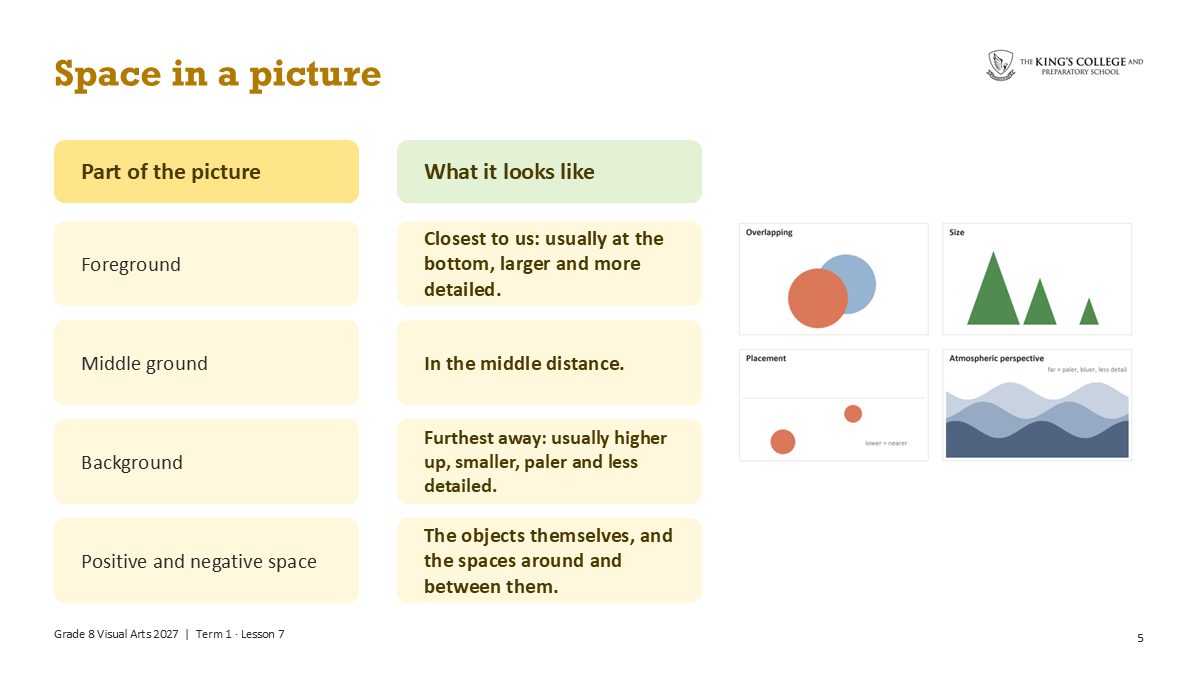 Space in a picture
THE KING'S COLLEGE AND
PREPARATORY SCHOOL
Part of the picture
What it looks like
Foreground
Closest to us: usually at the
bottom, larger and more
detailed.
Middle ground
In the middle distance.
Background
Furthest away: usually higher
up, smaller, paler and less
detailed.
Positive and negative space
The objects themselves, and
the spaces around and
between them.
Overlapping
Size
Placement
lower = nearer
Atmospheric perspective
far = paler, bluer, less detail
Grade 8 Visual Arts 2027 | Term 1 · Lesson 7
5